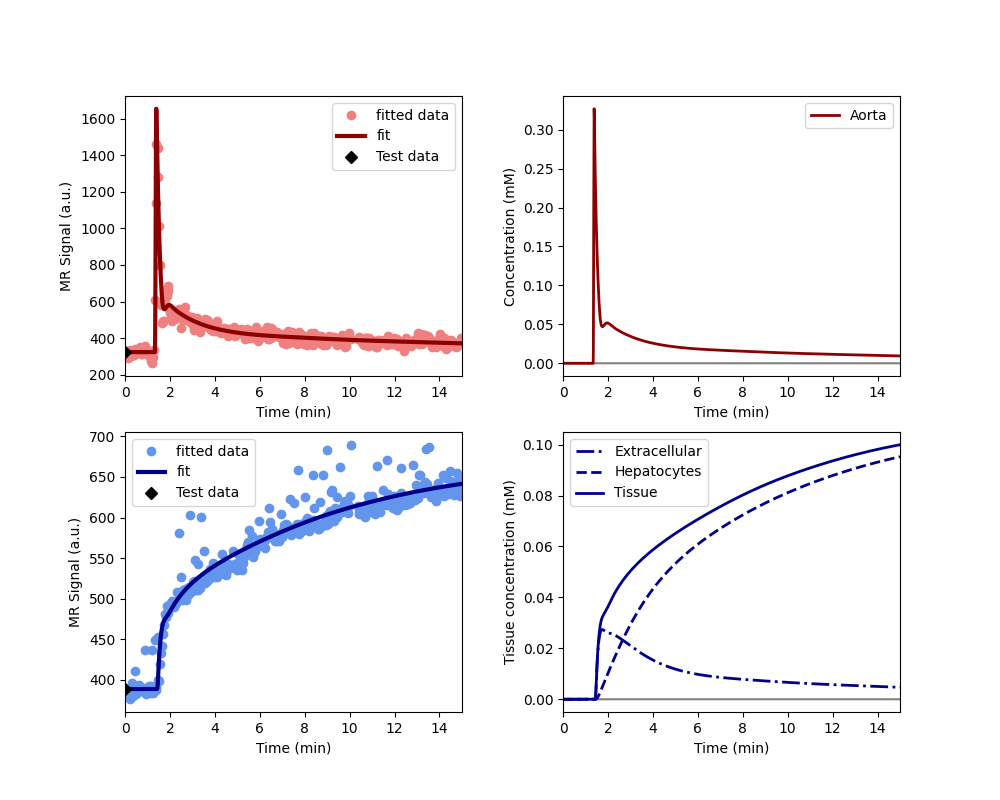 1600
1400
1200
1000
800
600
400
200
MR Signal (a.u.)
fitted data
fit
Test data
0 2 4 6 8 10 12 14
Time (min)
0.30
0.25
0.20
0.15
0.10
0.05
0.00
Concentration (mM)
Aorta
0 2 4 6 8 10 12 14
Time (min)
700
650
600
550
500
450
400
MR Signal (a.u.)
fitted data
fit
Test data
0 2 4 6 8 10 12 14
Time (min)
0.10
0.08
0.06
0.04
0.02
0.00
Tissue concentration (mM)
Extracellular
Hepatocytes
Tissue
0 2 4 6 8 10 12 14
Time (min)